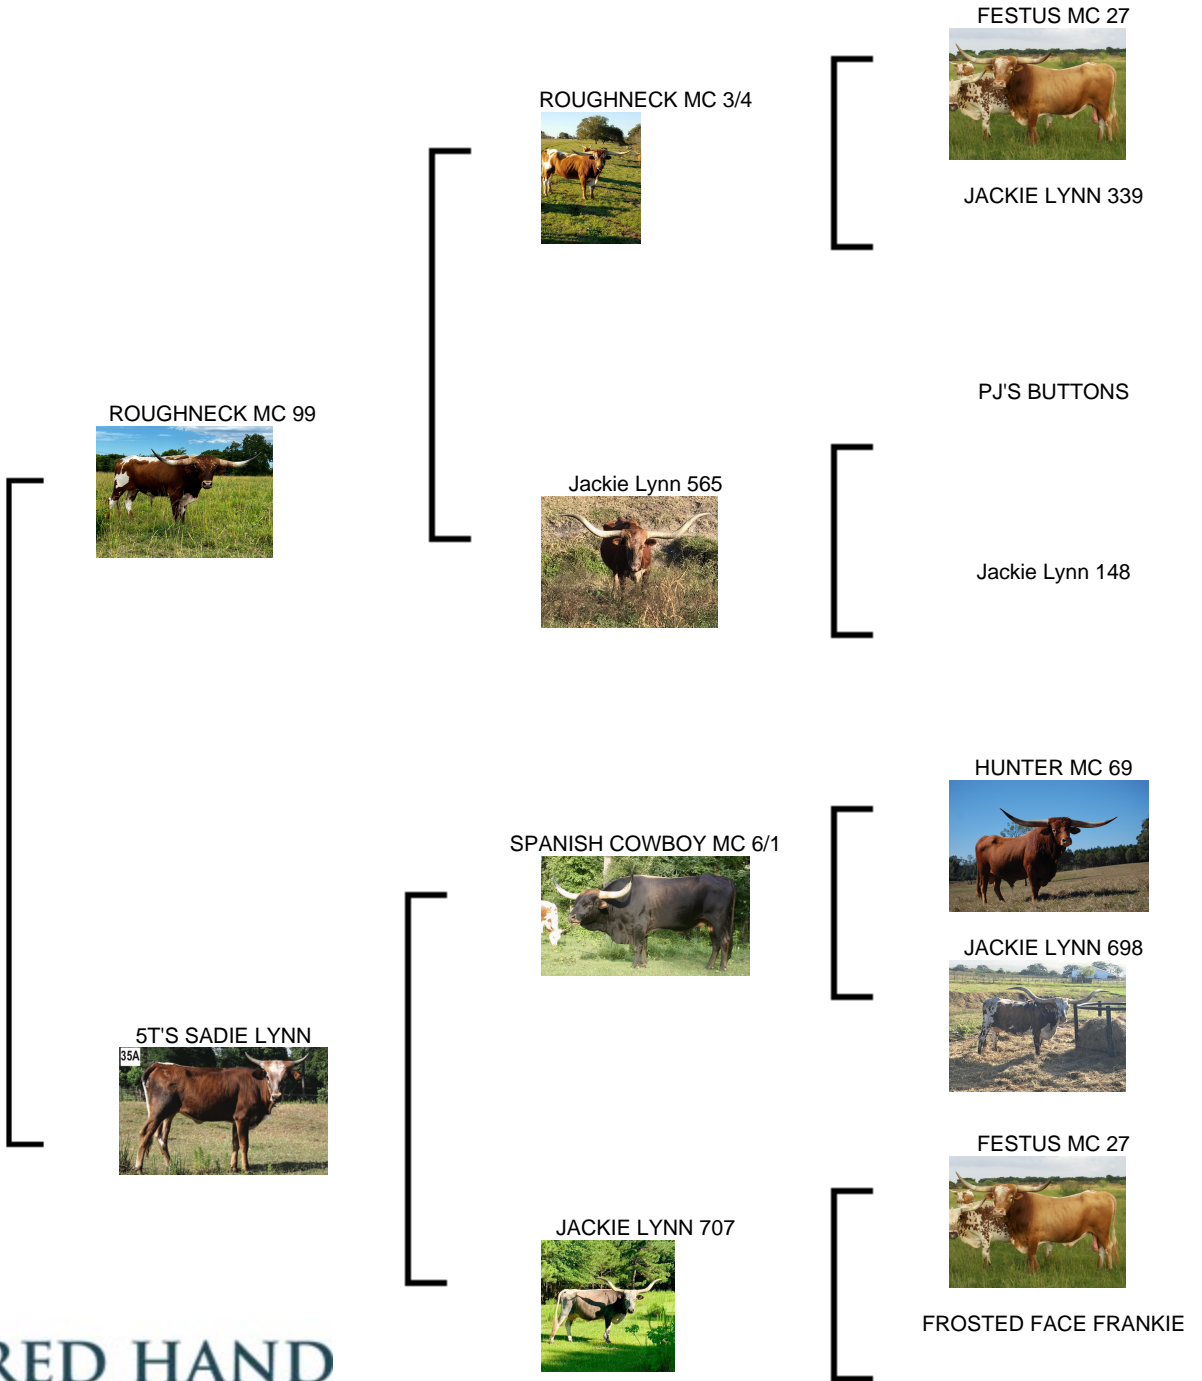 FESTUS MC 27
ROUGHNECK MC 3/4
JACKIE LYNN 339
PJ'S BUTTONS
ROUGHNECK MC 99
Jackie Lynn 565
Jackie Lynn 148
HUNTER MC 69
SPANISH COWBOY MC 6/1
JACKIE LYNN 698
5T'S SADIE LYNN
35A
FESTUS MC 27
JACKIE LYNN 707
FROSTED FACE FRANKIE
RED HAND